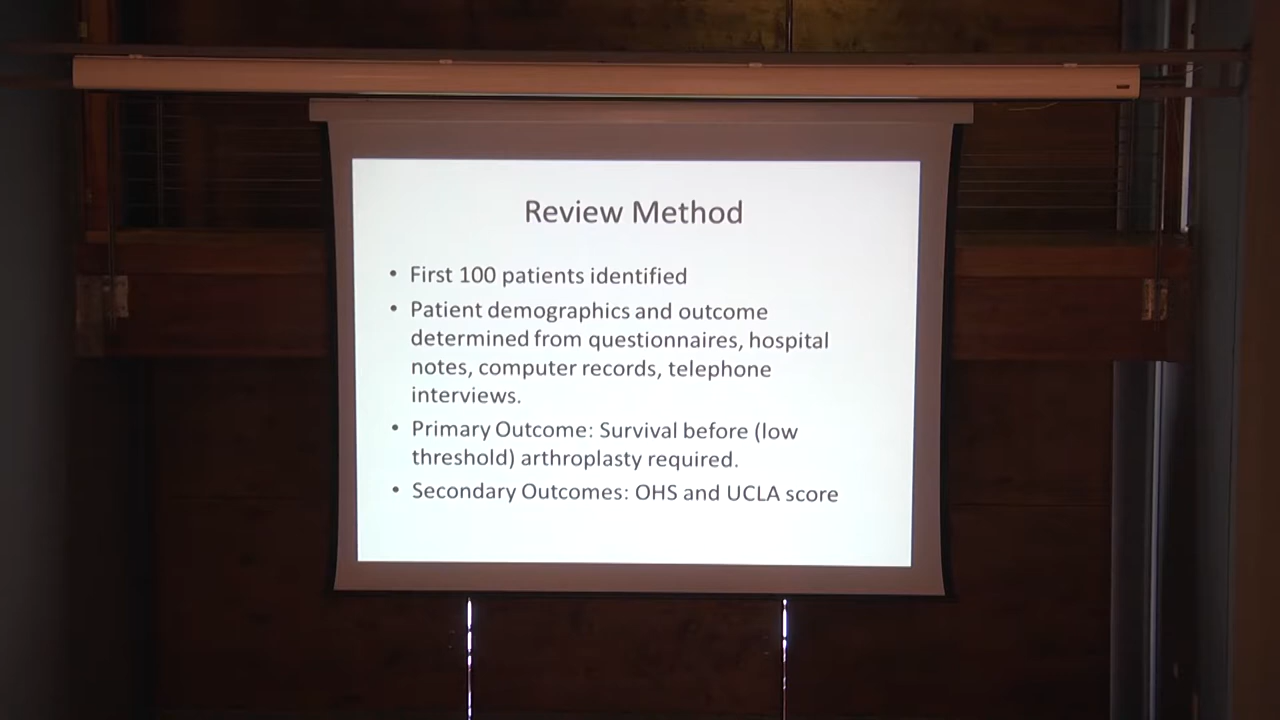 Review Method
• First 100 patients identified
• Patient demographics and outcome
determined from questionnaires, hospital
notes, computer records, telephone
interviews.
• Primary Outcome: Survival before (low
threshold) arthroplasty required.
• Secondary Outcomes: OHS and UCLA score